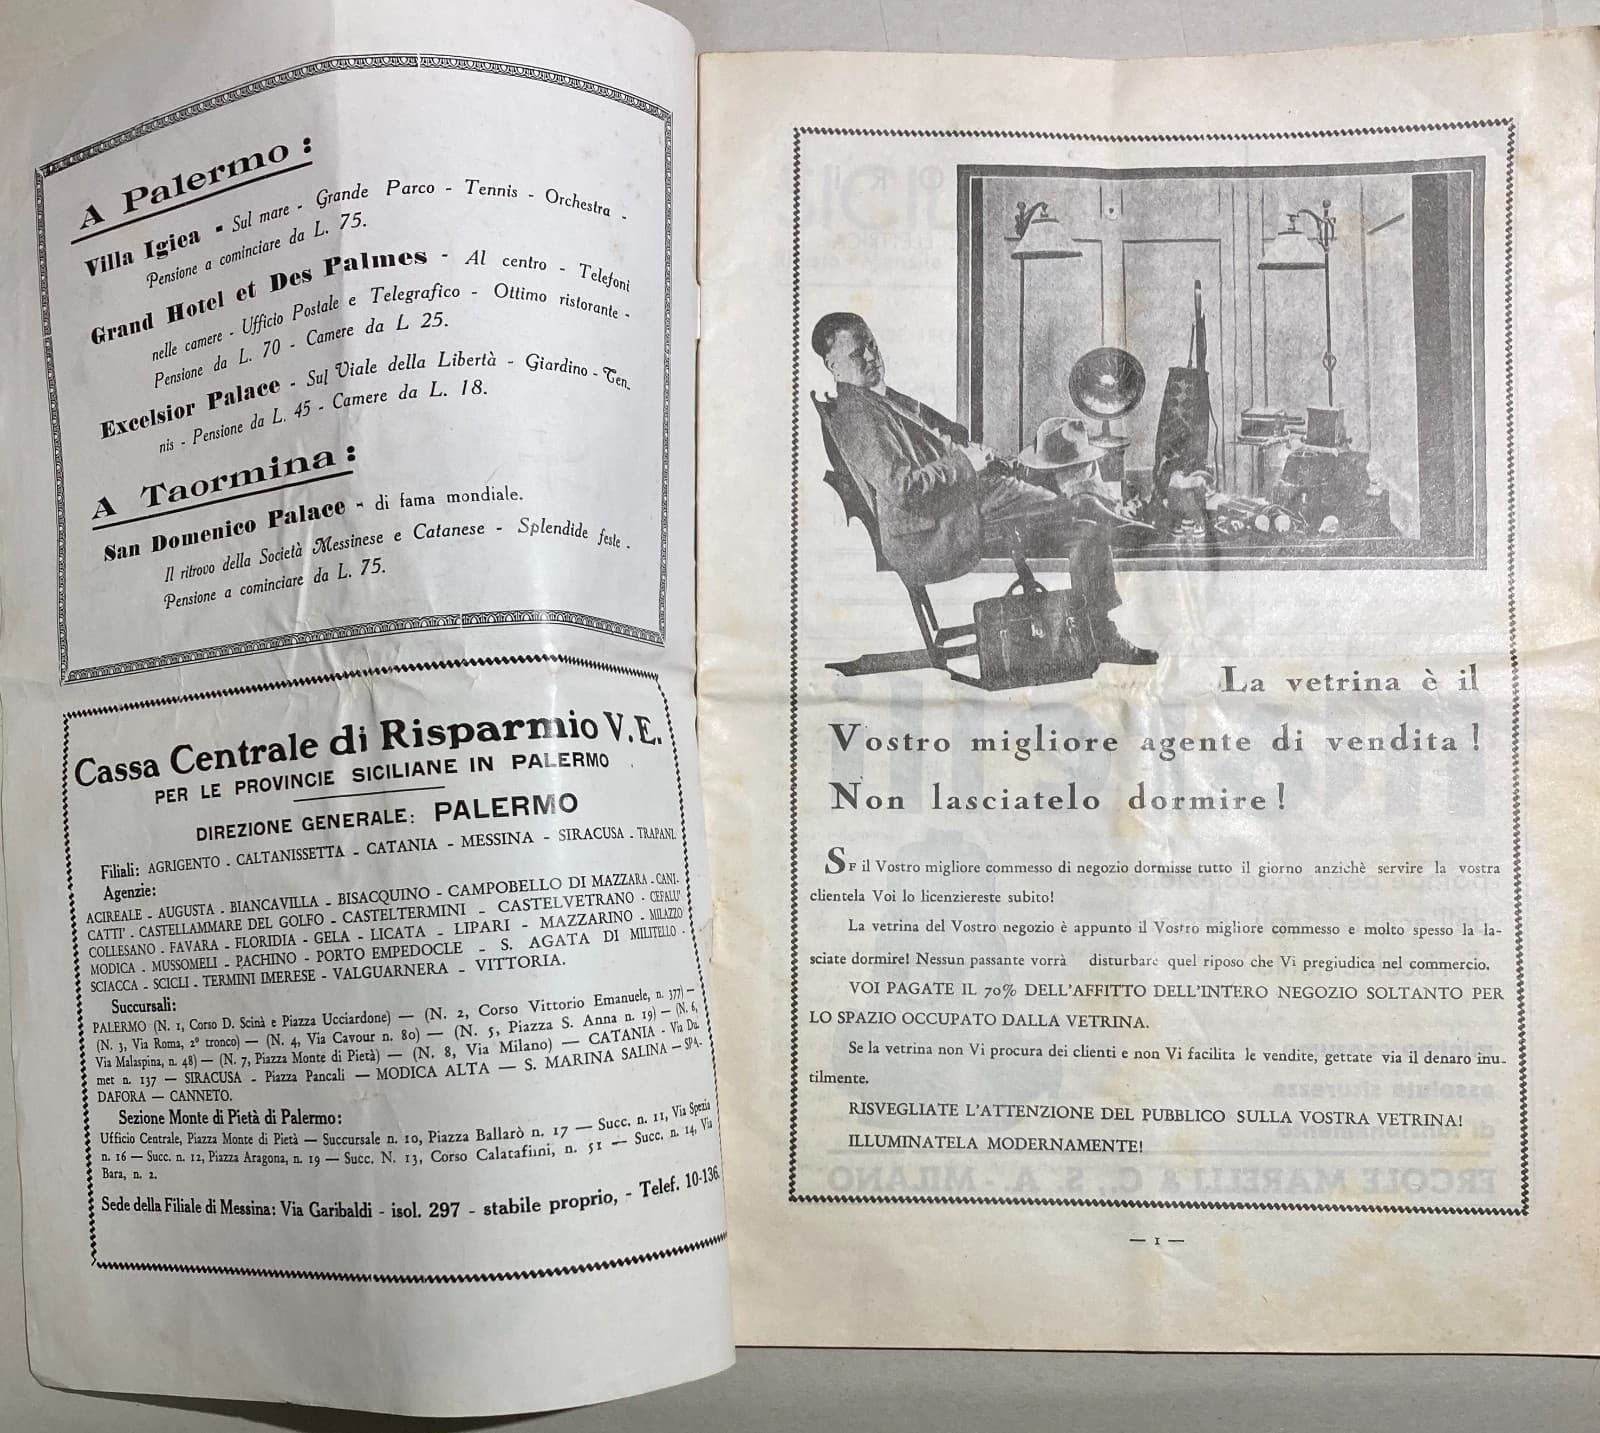 A Palermo :
Villa Igiea - Sul mare - Grande Parco - Tennis - Orchestra -
Pensione a cominciare da L. 75.
Grand Hotel et Des Palmes - Al centro - Telefoni
nelle camere - Ufficio Postale e Telegrafico - Ottimo ristorante -
Pensione da L. 70 - Camere da L 25.
Excelsior Palace - Sul Viale della Libertà - Giardino - Ten-
nis - Pensione da L. 45 - Camere da L. 18.
A Taormina :
San Domenico Palace - di fama mondiale.
Il ritrovo della Società Messinese e Catanese - Splendide feste -
Pensione a cominciare da L. 75.
Cassa Centrale di Risparmio V. E.
PER LE PROVINCIE SICILIANE IN PALERMO
DIREZIONE GENERALE: PALERMO
Filiali: AGRIGENTO - CALTANISSETTA - CATANIA - MESSINA - SIRACUSA - TRAPANI.
Agenzie:
ACIREALE - AUGUSTA - BIANCAVILLA - BISACQUINO - CAMPOBELLO DI MAZZARA - CANI-
CATTI' - CASTELLAMMARE DEL GOLFO - CASTELTERMINI - CASTELVETRANO - CEFALU'
COLLESANO - FAVARA - FLORIDIA - GELA - LICATA - LIPARI - MAZZARINO - MILAZZO
MODICA - MUSSOMELI - PACHINO - PORTO EMPEDOCLE - S. AGATA DI MILITELLO -
SCIACCA - SCICLI - TERMINI IMERESE - VALGUARNERA - VITTORIA.
Succursali:
PALERMO (N. 1, Corso D. Scinà e Piazza Ucciardone) — (N. 2, Corso Vittorio Emanuele, n. 377) —
(N. 3, Via Roma, 2° tronco) — (N. 4, Via Cavour n. 80) — (N. 5, Piazza S. Anna n. 19) — (N. 6,
Via Malaspina, n. 48) — (N. 7, Piazza Monte di Pietà) — (N. 8, Via Milano) — CATANIA - Via Du-
met n. 137 — SIRACUSA - Piazza Pancali — MODICA ALTA — S. MARINA SALINA — SPA-
DAFORA — CANNETO.
Sezione Monte di Pietà di Palermo:
Ufficio Centrale, Piazza Monte di Pietà — Succursale n. 10, Piazza Ballarò n. 17 — Succ. n. 11, Via Spezia
n. 16 — Succ. n. 12, Piazza Aragona, n. 19 — Succ. N. 13, Corso Calatafimi, n. 51 — Succ. n. 14, Via
Bara, n. 2.
Sede della Filiale di Messina: Via Garibaldi - isol. 297 - stabile proprio, - Telef. 10-136.
La vetrina è il
Vostro migliore agente di vendita !
Non lasciatelo dormire !
SE il Vostro migliore commesso di negozio dormisse tutto il giorno anzichè servire la vostra
clientela Voi lo licenziereste subito!
La vetrina del Vostro negozio è appunto il Vostro migliore commesso e molto spesso la la-
sciate dormire! Nessun passante vorrà disturbare quel riposo che Vi pregiudica nel commercio.
VOI PAGATE IL 70% DELL'AFFITTO DELL'INTERO NEGOZIO SOLTANTO PER
LO SPAZIO OCCUPATO DALLA VETRINA.
Se la vetrina non Vi procura dei clienti e non Vi facilita le vendite, gettate via il denaro inu-
tilmente.
RISVEGLIATE L'ATTENZIONE DEL PUBBLICO SULLA VOSTRA VETRINA!
ILLUMINATELA MODERNAMENTE!
— 1 —